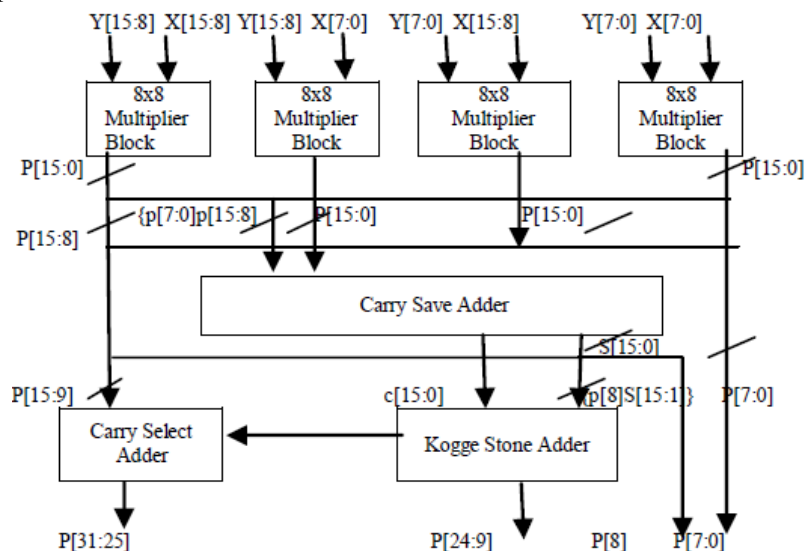 Y[15:8] X[15:8] Y[15:8] X[7:0] Y[7:0] X[15:8] Y[7:0] X[7:0]
8x8 Multiplier Block
8x8 Multiplier Block
8x8 Multiplier Block
8x8 Multiplier Block
P[15:0] P[15:0]
{p[7:0]p[15:8] P[15:0] P[15:0]
P[15:8]
Carry Save Adder
S[15:0]
P[15:9] c[15:0] {p[8]S[15:1]} P[7:0]
Carry Select Adder
Kogge Stone Adder
P[31:25] P[24:9] P[8] P[7:0]